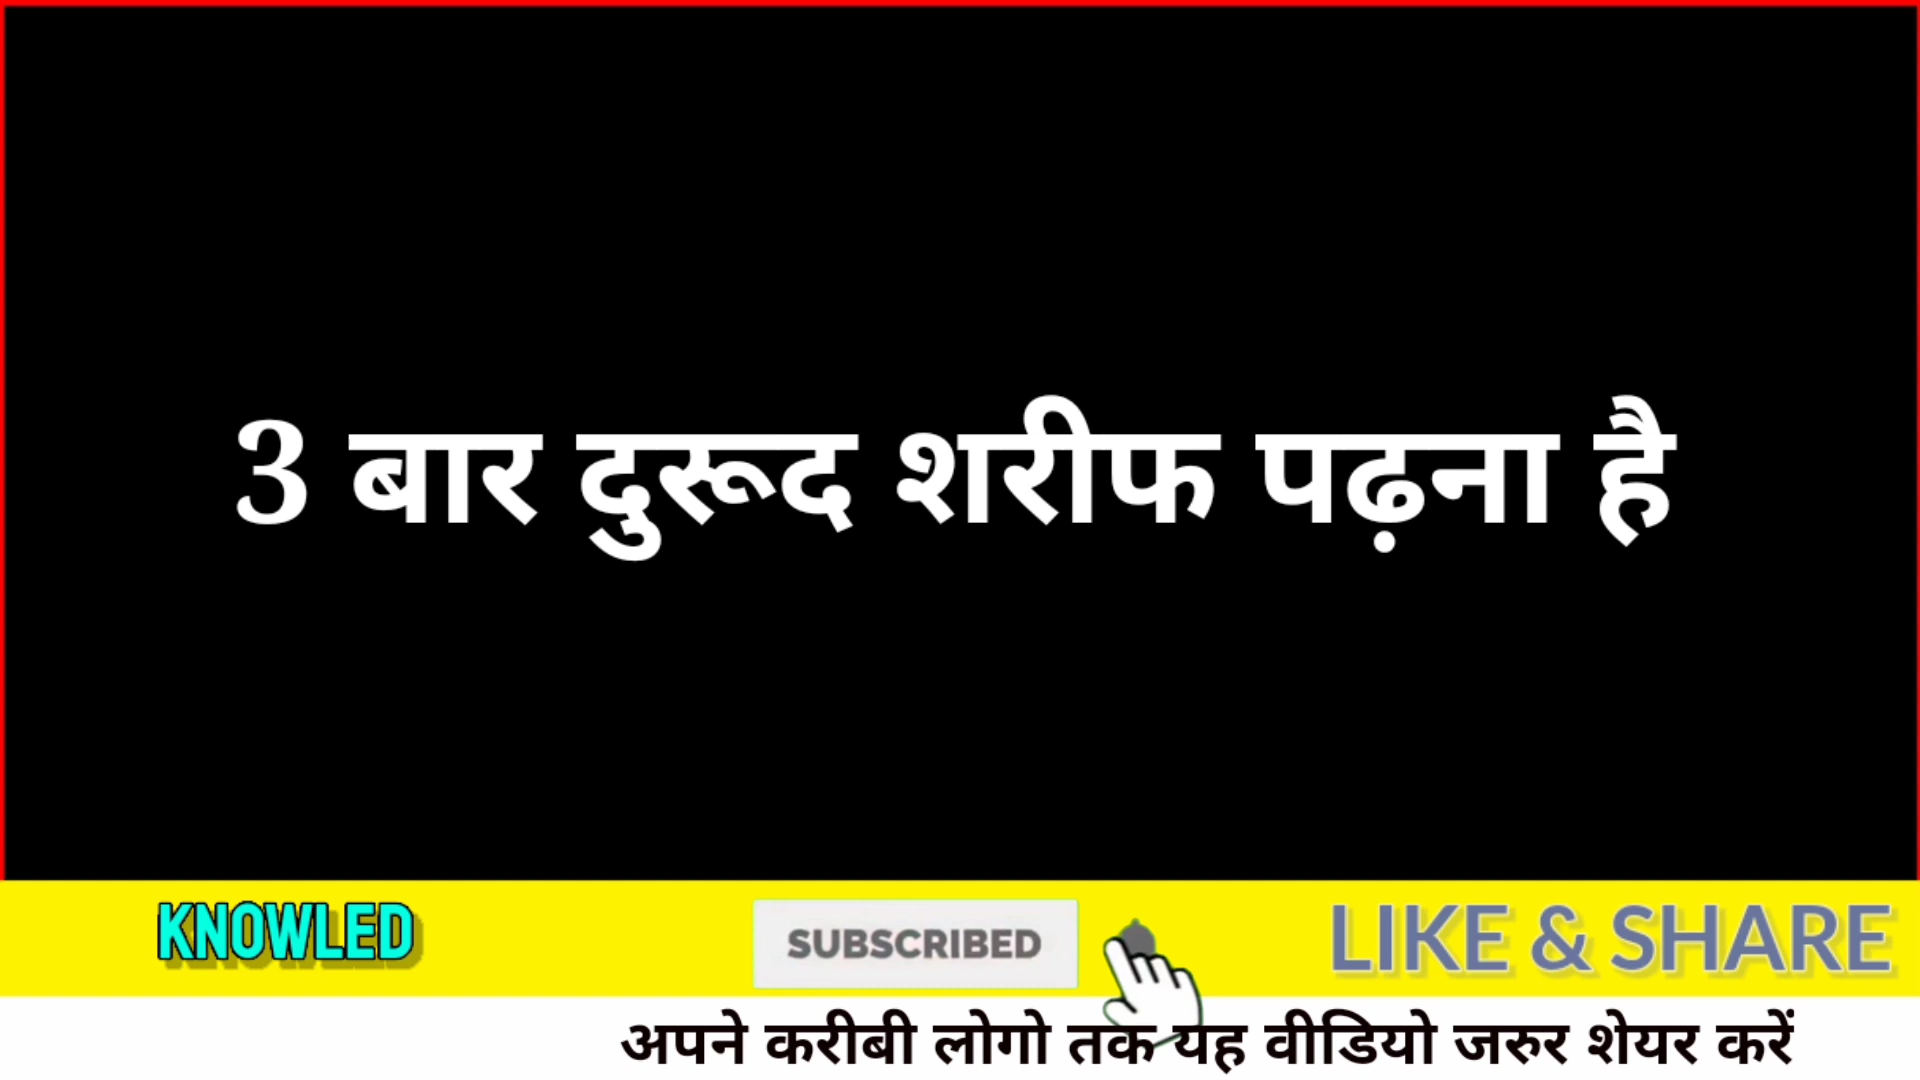 3 बार दुरूद शरीफ पढ़ना है
KNOWLED
SUBSCRIBED
LIKE & SHARE
अपने करीबी लोगो तक यह वीडियो जरुर शेयर करें